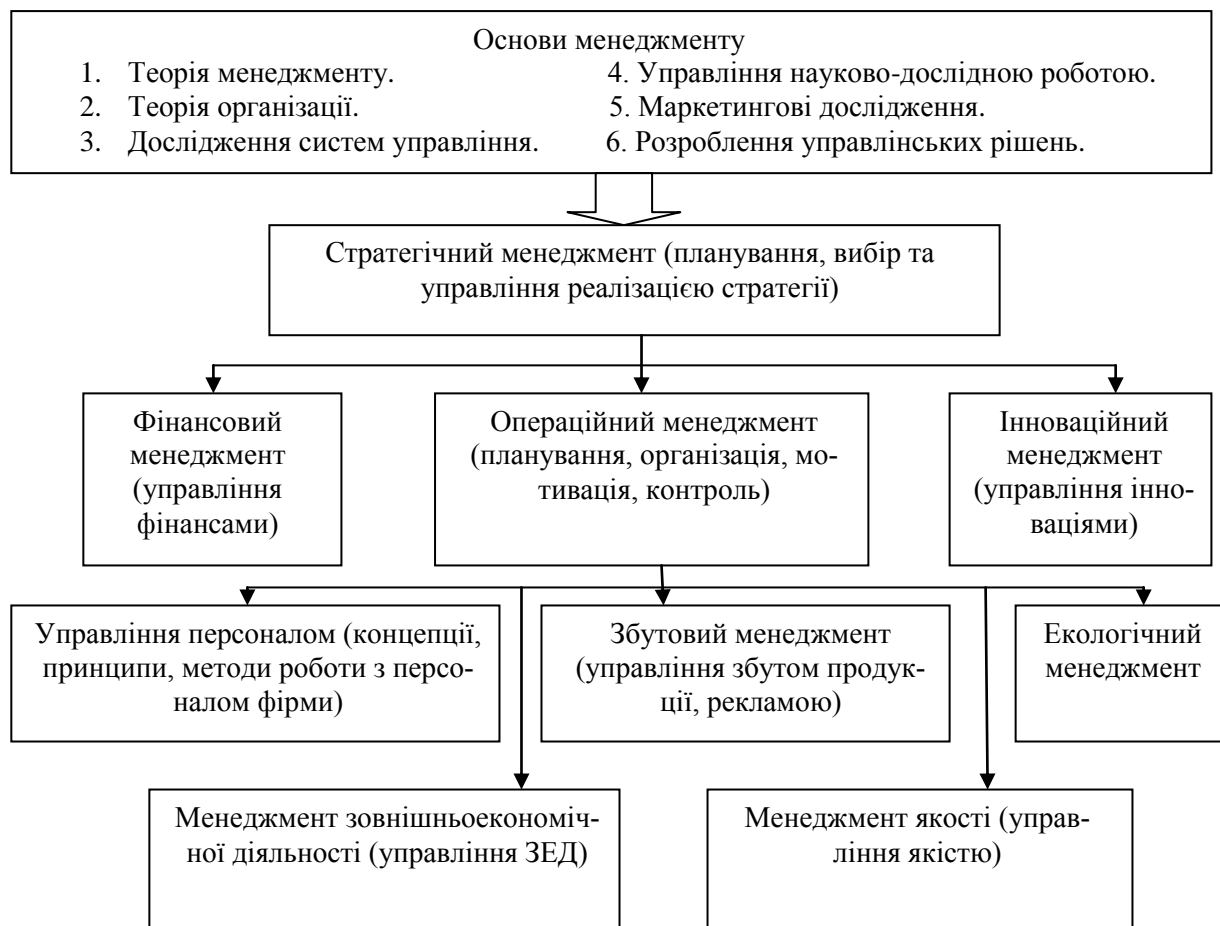 Основи менеджменту
1. Теорія менеджменту. 4. Управління науково-дослідною роботою.
2. Теорія організації. 5. Маркетингові дослідження.
3. Дослідження систем управління. 6. Розроблення управлінських рішень.
Стратегічний менеджмент (планування, вибір та
управління реалізацією стратегії)
Фінансовий
менеджмент
(управління
фінансами)
Операційний менеджмент
(планування, організація, мо-
тивація, контроль)
Інноваційний
менеджмент
(управління інно-
ваціями)
Управління персоналом (концепції,
принципи, методи роботи з персо-
налом фірми)
Збутовий менеджмент
(управління збутом продук-
ції, рекламою)
Екологічний
менеджмент
Менеджмент зовнішньоекономіч-
ної діяльності (управління ЗЕД)
Менеджмент якості (управ-
ління якістю)